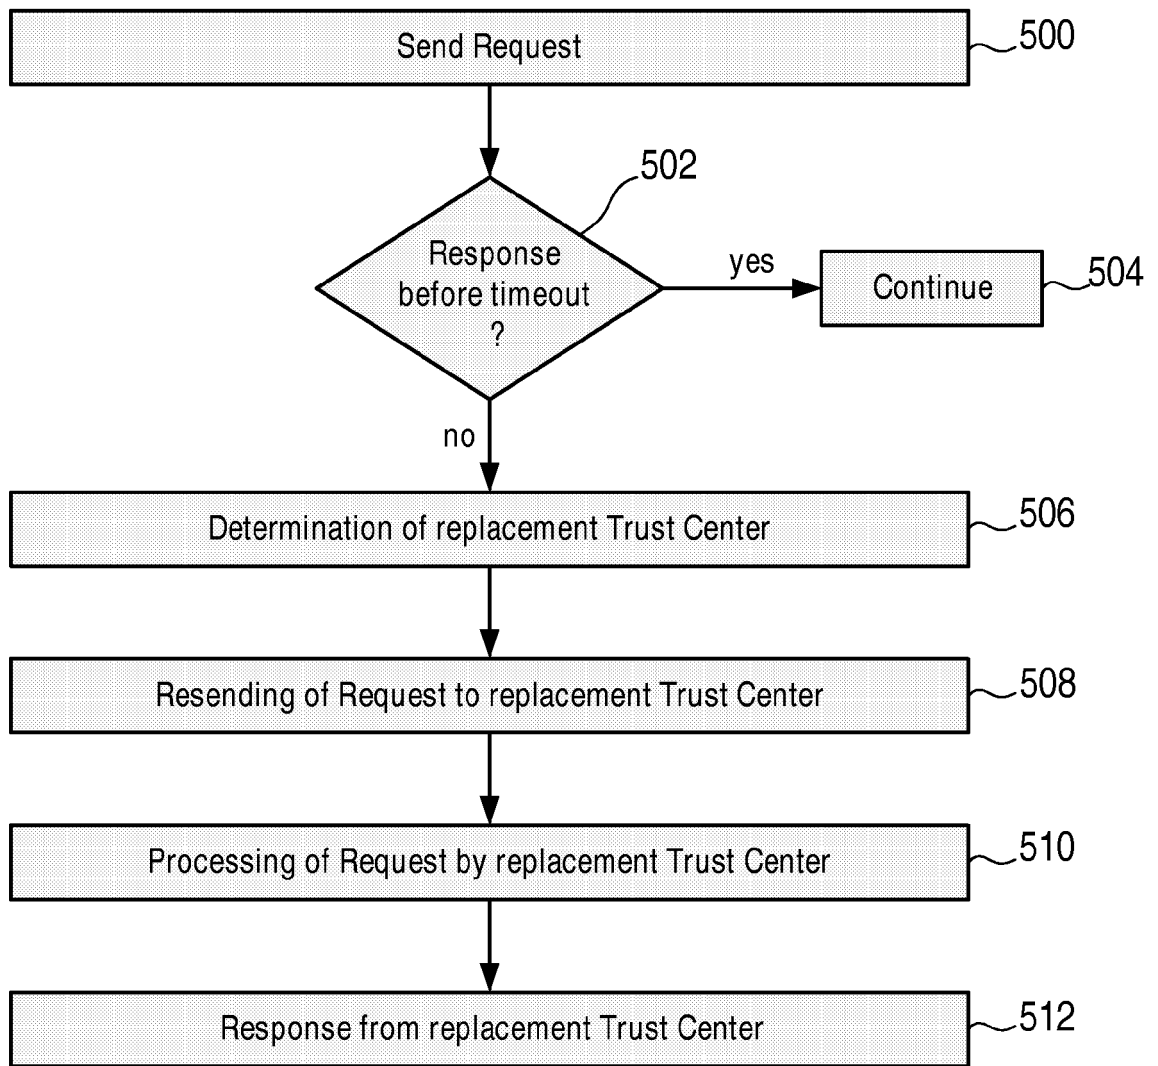 Send Request
500
502
Response
before timeout
?
yes
Continue
504
no
Determination of replacement Trust Center
506
Resending of Request to replacement Trust Center
508
Processing of Request by replacement Trust Center
510
Response from replacement Trust Center
512